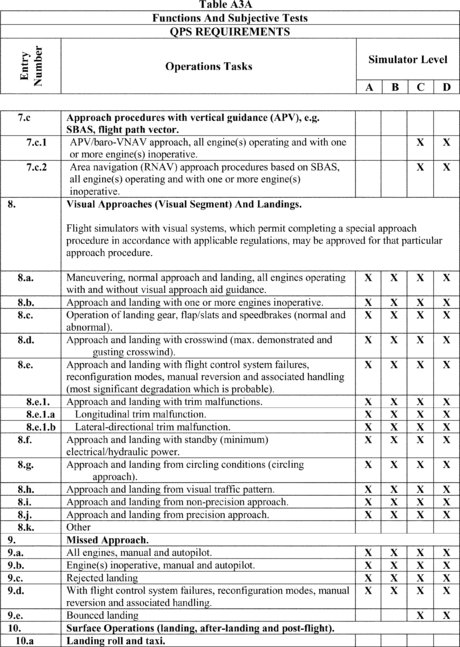 Table A3A
Functions And Subjective Tests
QPS REQUIREMENTS
Entry Number
Operations Tasks
Simulator Level
A B C D
7.c Approach procedures with vertical guidance (APV), e.g.
SBAS, flight path vector.
7.c.1 APV/baro-VNAV approach, all engine(s) operating and with one X X
or more engine(s) inoperative.
7.c.2 Area navigation (RNAV) approach procedures based on SBAS, X X
all engine(s) operating and with one or more engine(s)
inoperative.
8. Visual Approaches (Visual Segment) And Landings.
Flight simulators with visual systems, which permit completing a special approach
procedure in accordance with applicable regulations, may be approved for that particular
approach procedure.
8.a. Maneuvering, normal approach and landing, all engines operating X X X X
with and without visual approach aid guidance.
8.b. Approach and landing with one or more engines inoperative. X X X X
8.c. Operation of landing gear, flap/slats and speedbrakes (normal and X X X X
abnormal).
8.d. Approach and landing with crosswind (max. demonstrated and X X X X
gusting crosswind).
8.e. Approach and landing with flight control system failures, X X X X
reconfiguration modes, manual reversion and associated handling
(most significant degradation which is probable).
8.e.1. Approach and landing with trim malfunctions. X X X X
8.e.1.a Longitudinal trim malfunction. X X X X
8.e.1.b Lateral-directional trim malfunction. X X X X
8.f. Approach and landing with standby (minimum) X X X X
electrical/hydraulic power.
8.g. Approach and landing from circling conditions (circling X X X X
approach).
8.h. Approach and landing from visual traffic pattern. X X X X
8.i. Approach and landing from non-precision approach. X X X X
8.j. Approach and landing from precision approach. X X X X
8.k. Other
9. Missed Approach.
9.a. All engines, manual and autopilot. X X X X
9.b. Engine(s) inoperative, manual and autopilot. X X X X
9.c. Rejected landing X X X X
9.d. With flight control system failures, reconfiguration modes, manual X X X X
reversion and associated handling.
9.e. Bounced landing X X
10. Surface Operations (landing, after-landing and post-flight).
10.a Landing roll and taxi.